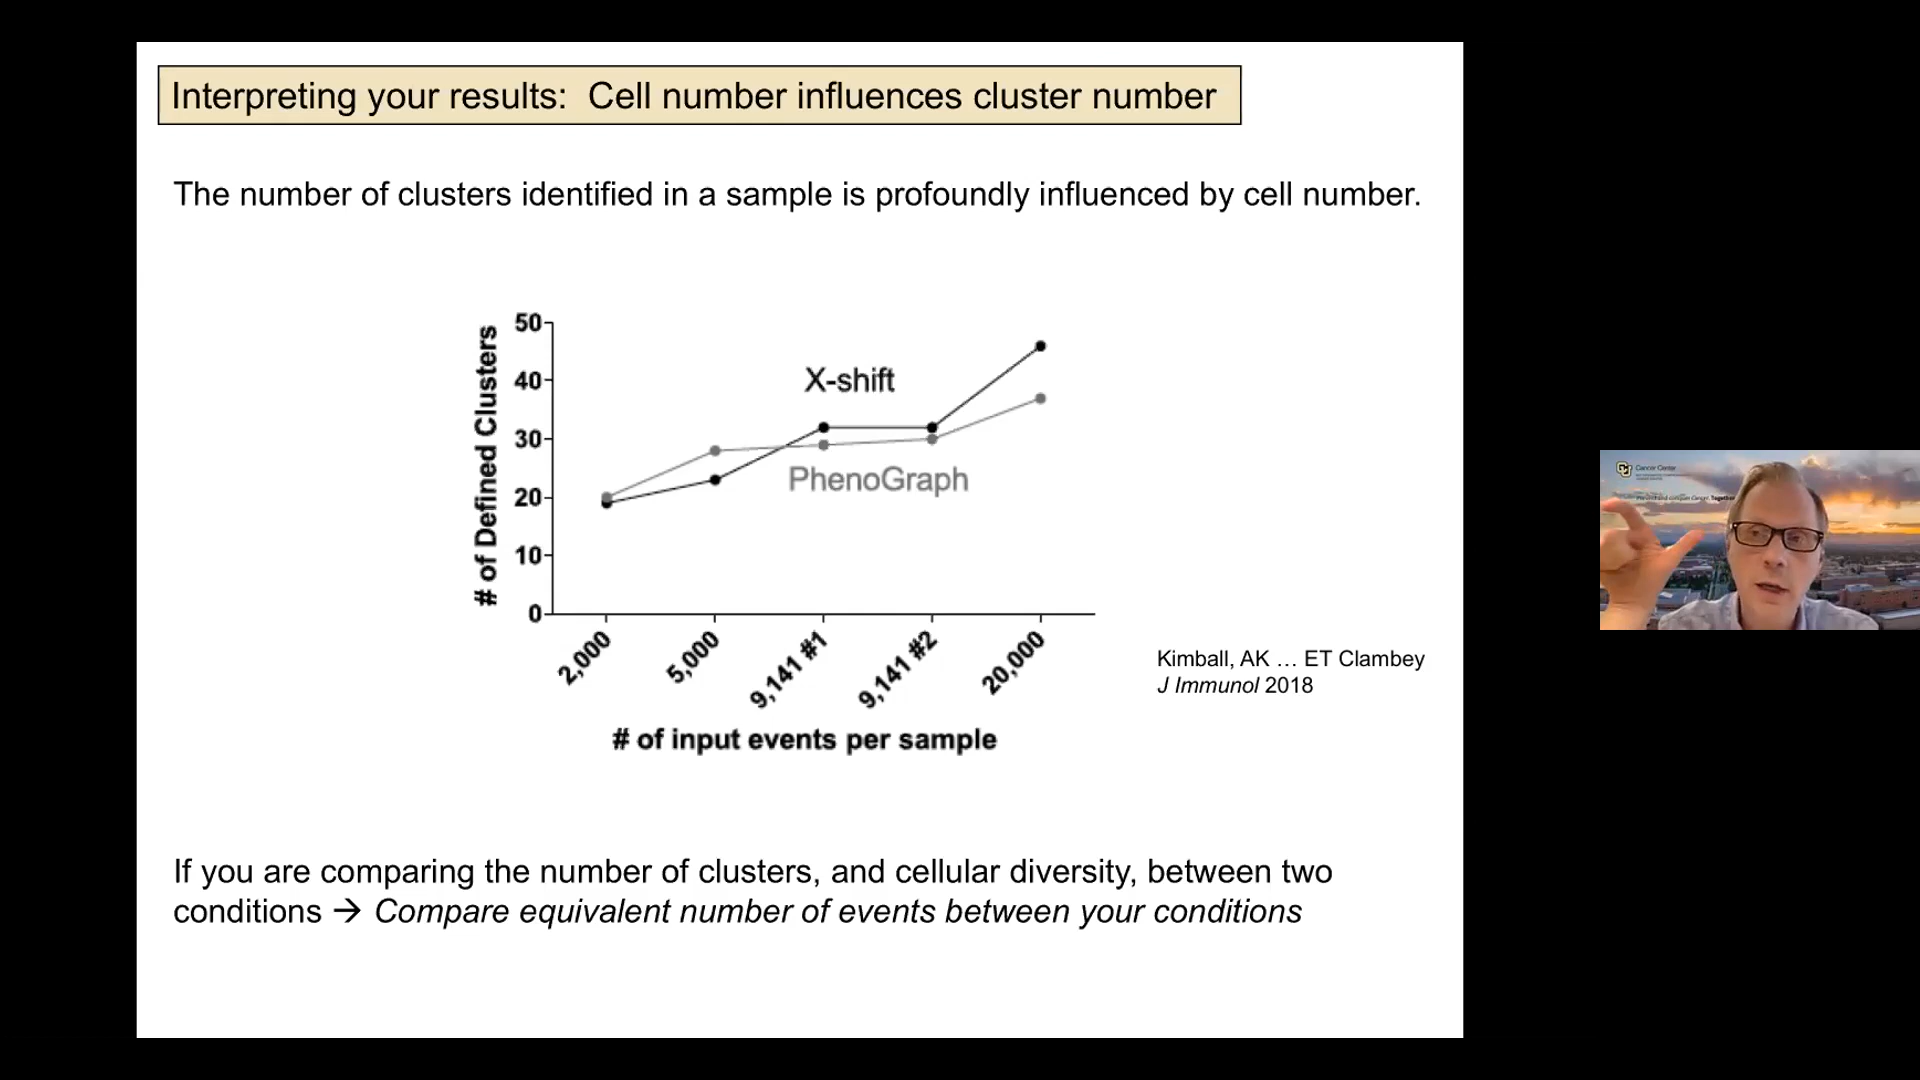 Interpreting your results: Cell number influences cluster number
The number of clusters identified in a sample is profoundly influenced by cell number.
50
40
30
20
10
0
# of Defined Clusters
X-shift
PhenoGraph
2,000
5,000
9,141 #1
9,141 #2
20,000
# of input events per sample
Kimball, AK … ET Clambey
J Immunol 2018
If you are comparing the number of clusters, and cellular diversity, between two
conditions → Compare equivalent number of events between your conditions
Cancer Center